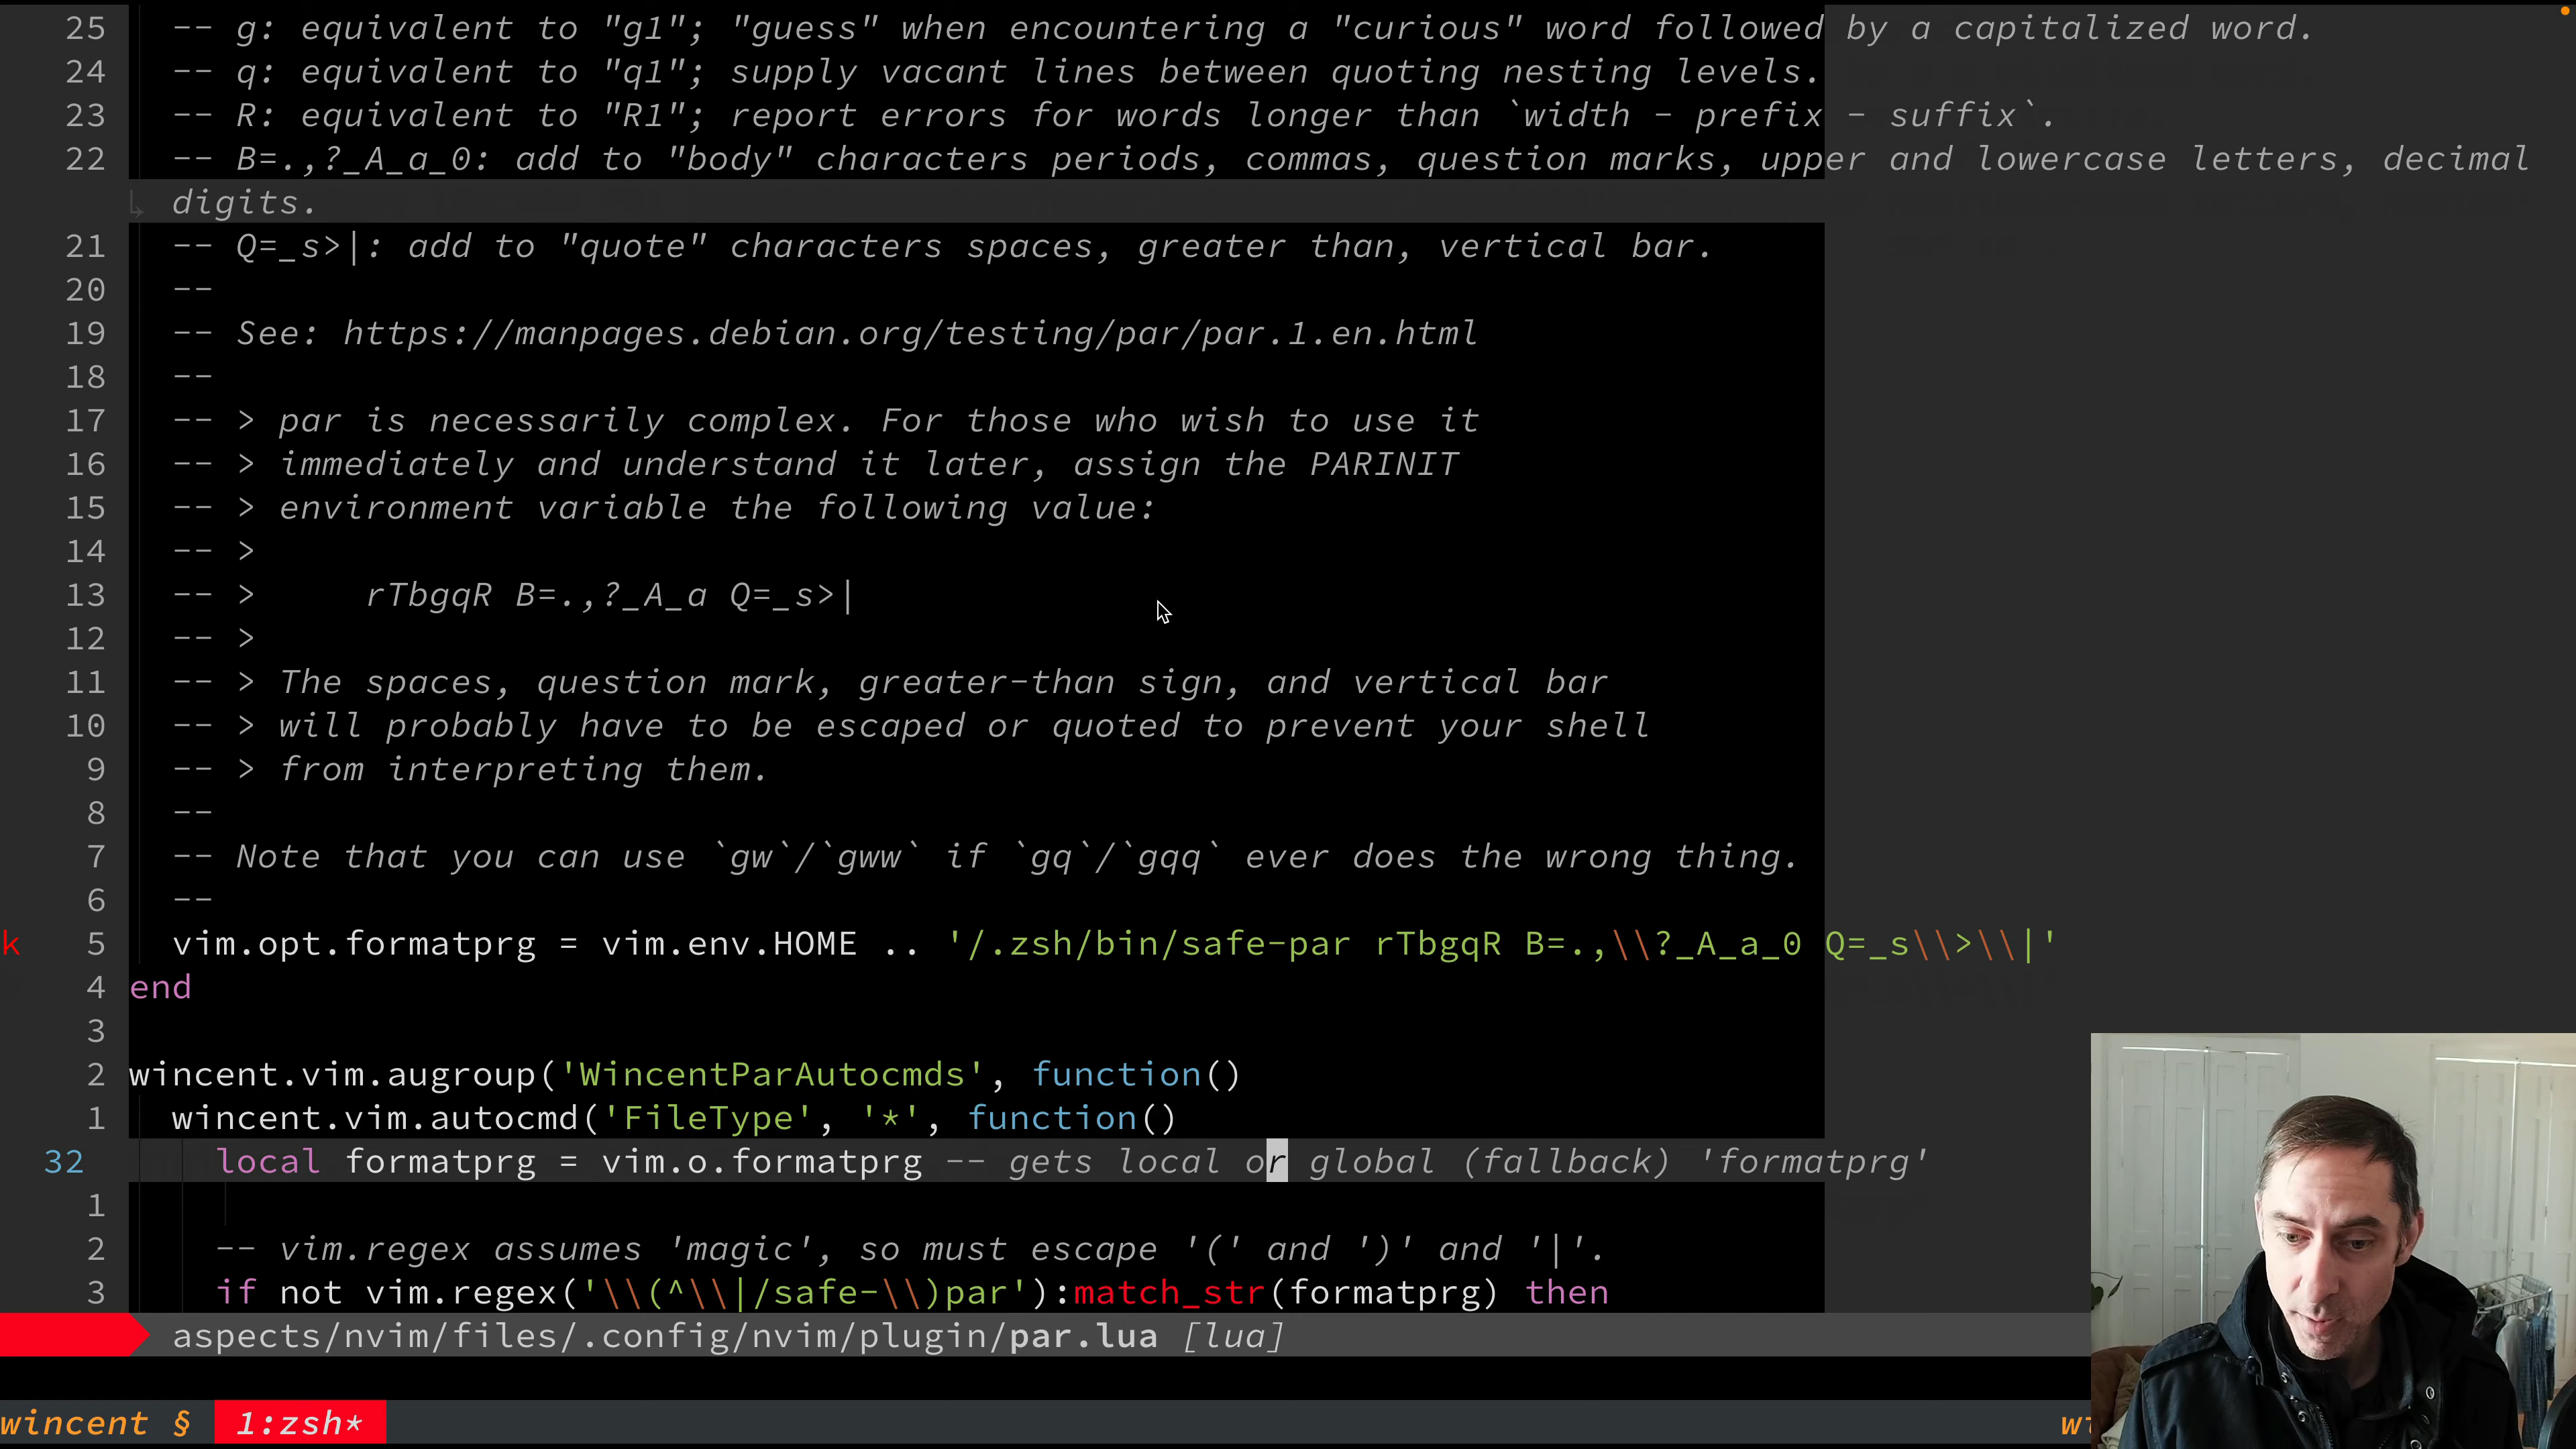 25 -- g: equivalent to "g1"; "guess" when encountering a "curious" word followed by a capitalized word.
24 -- q: equivalent to "q1"; supply vacant lines between quoting nesting levels.
23 -- R: equivalent to "R1"; report errors for words longer than `width - prefix - suffix`.
22 -- B=.,?_A_a_0: add to "body" characters periods, commas, question marks, upper and lowercase letters, decimal
↳ digits.
21 -- Q=_s>|: add to "quote" characters spaces, greater than, vertical bar.
20 --
19 -- See: https://manpages.debian.org/testing/par/par.1.en.html
18 --
17 -- > par is necessarily complex. For those who wish to use it
16 -- > immediately and understand it later, assign the PARINIT
15 -- > environment variable the following value:
14 -- >
13 -- >     rTbgqR B=.,?_A_a Q=_s>|
12 -- >
11 -- > The spaces, question mark, greater-than sign, and vertical bar
10 -- > will probably have to be escaped or quoted to prevent your shell
9 -- > from interpreting them.
8 --
7 -- Note that you can use `gw`/`gww` if `gq`/`gqq` ever does the wrong thing.
6 --
k 5 vim.opt.formatprg = vim.env.HOME .. '/.zsh/bin/safe-par rTbgqR B=.,\\?_A_a_0 Q=_s\\>\\|'
4 end
3
2 wincent.vim.augroup('WincentParAutocmds', function()
1 wincent.vim.autocmd('FileType', '*', function()
32 local formatprg = vim.o.formatprg -- gets local or global (fallback) 'formatprg'
1
2 -- vim.regex assumes 'magic', so must escape '(' and ')' and '|'.
3 if not vim.regex('\\(^\\|/safe-\\)par'):match_str(formatprg) then
aspects/nvim/files/.config/nvim/plugin/par.lua [lua]
wincent § 1:zsh*